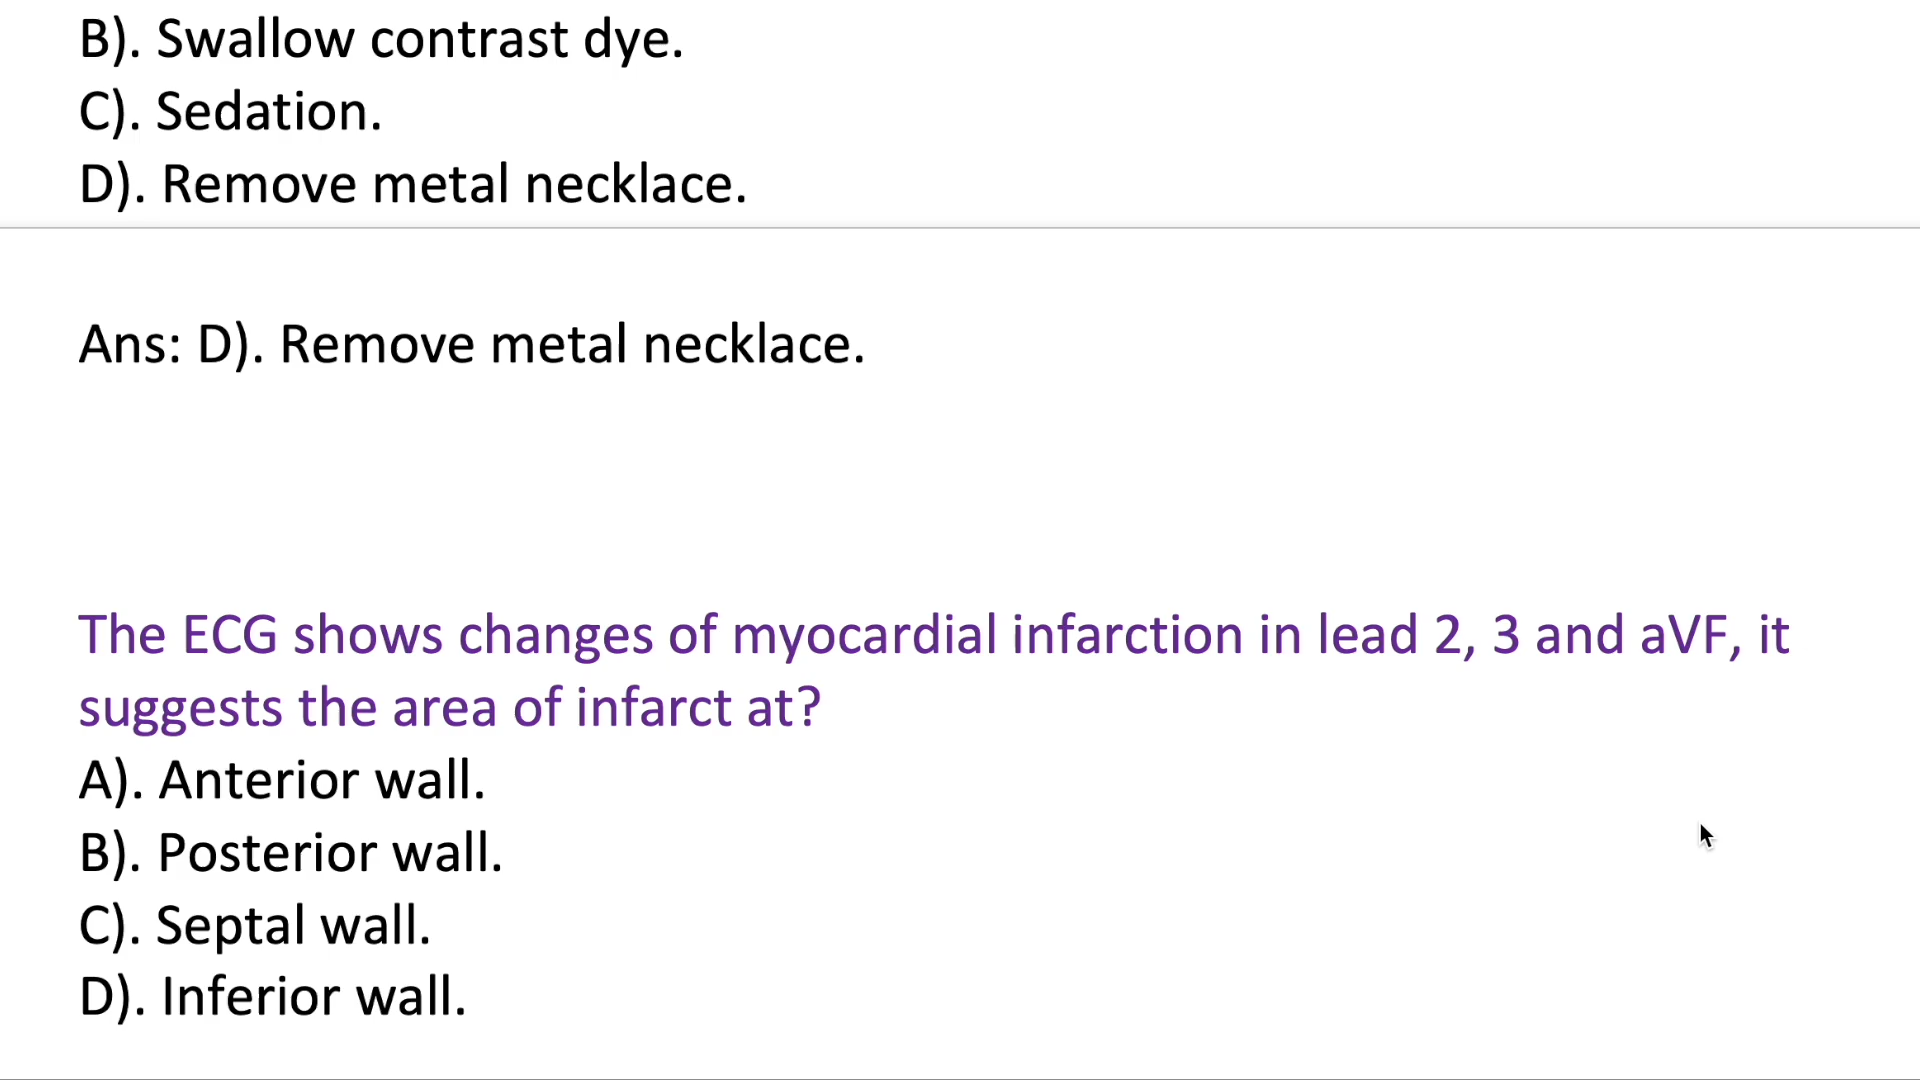 B). Swallow contrast dye.
C). Sedation.
D). Remove metal necklace.
Ans: D). Remove metal necklace.
The ECG shows changes of myocardial infarction in lead 2, 3 and aVF, it
suggests the area of infarct at?
A). Anterior wall.
B). Posterior wall.
C). Septal wall.
D). Inferior wall.